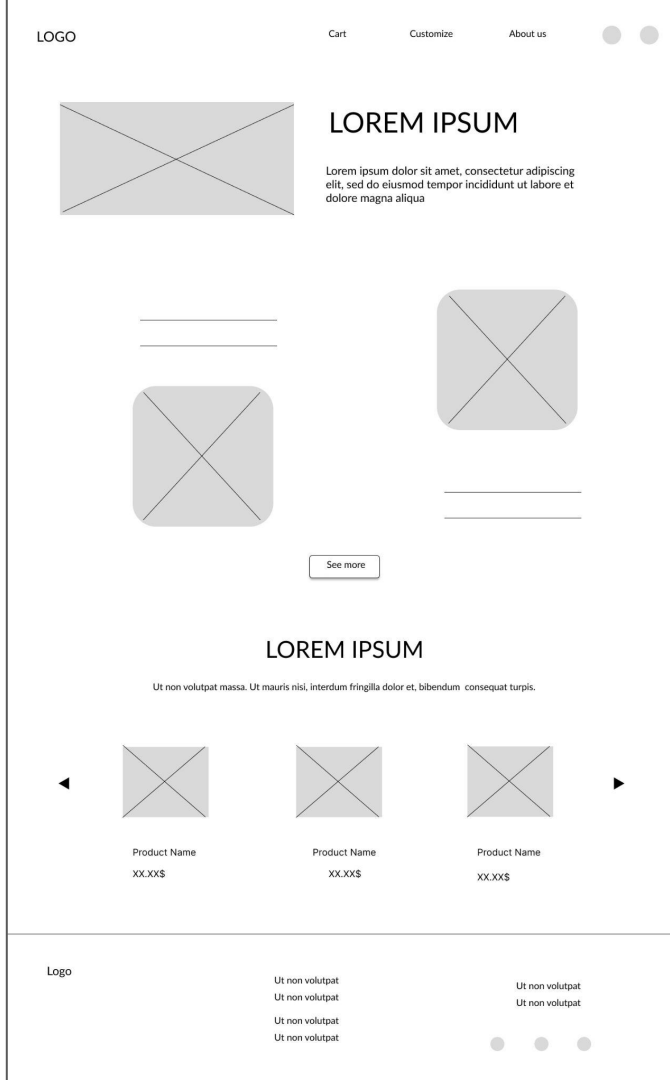 LOGO
Cart
Customize
About us
LOREM IPSUM
Lorem ipsum dolor sit amet, consectetur adipiscing
elit, sed do eiusmod tempor incididunt ut labore et
dolore magna aliqua
See more
LOREM IPSUM
Ut non volutpat massa. Ut mauris nisi, interdum fringilla dolor et, bibendum  consequat turpis.
Product Name
XX.XX$
Product Name
XX.XX$
Product Name
XX.XX$
Logo
Ut non volutpat
Ut non volutpat
Ut non volutpat
Ut non volutpat
Ut non volutpat
Ut non volutpat